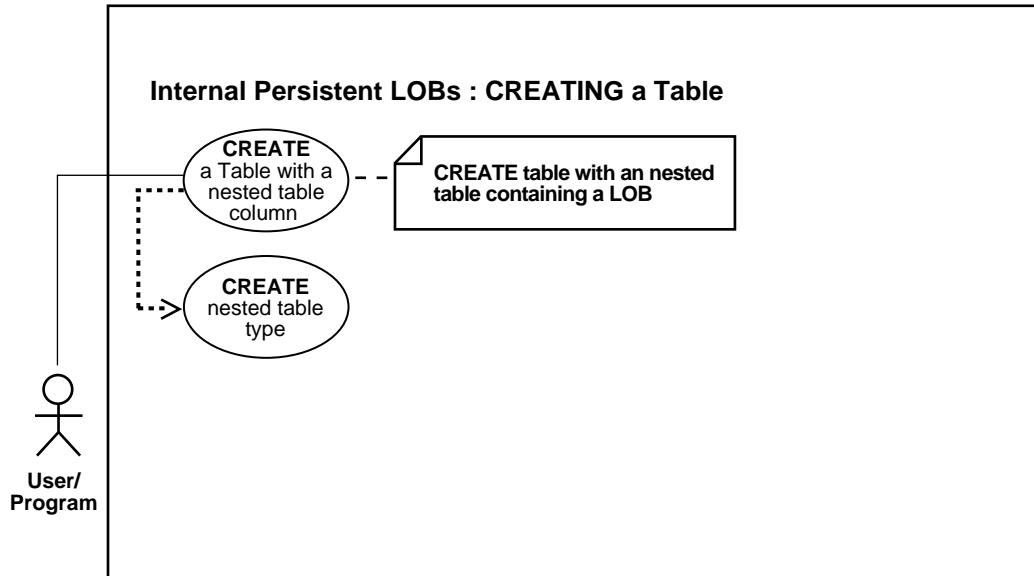 Internal Persistent LOBs : CREATING a Table
CREATE
a Table with a
nested table
column
CREATE table with an nested
table containing a LOB
CREATE
nested table
type
User/
Program